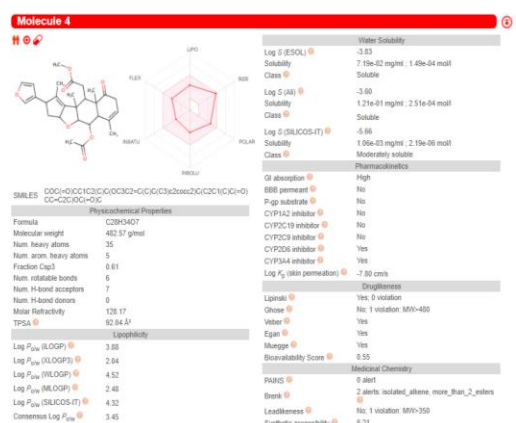 Molecule 4
LIPO
FLEX
SIZE
INSATU
POLAR
INSOLU
SMILES COC(=O)CC1C2(C)C(OC3C2=C(C)C(C3)c2cocc2)C(C2C1(C)C(=O)
CC=C2C)OC(=O)C
Physicochemical Properties
Formula C28H34O7
Molecular weight 482.57 g/mol
Num. heavy atoms 35
Num. arom. heavy atoms 5
Fraction Csp3 0.61
Num. rotatable bonds 6
Num. H-bond acceptors 7
Num. H-bond donors 0
Molar Refractivity 128.17
TPSA 92.04 Å²
Lipophilicity
Log Po/w (iLOGP) 3.88
Log Po/w (XLOGP3) 2.84
Log Po/w (WLOGP) 4.52
Log Po/w (MLOGP) 2.48
Log Po/w (SILICOS-IT) 4.32
Consensus Log Po/w 3.45
Water Solubility
Log S (ESOL) -3.83
Solubility 7.19e-02 mg/ml ; 1.49e-04 mol/l
Class Soluble
Log S (Ali) -3.60
Solubility 1.21e-01 mg/ml ; 2.51e-04 mol/l
Class Soluble
Log S (SILICOS-IT) -5.66
Solubility 1.06e-03 mg/ml ; 2.19e-06 mol/l
Class Moderately soluble
Pharmacokinetics
GI absorption High
BBB permeant No
P-gp substrate No
CYP1A2 inhibitor No
CYP2C19 inhibitor No
CYP2C9 inhibitor No
CYP2D6 inhibitor Yes
CYP3A4 inhibitor Yes
Log Kp (skin permeation) -7.80 cm/s
Druglikeness
Lipinski Yes; 0 violation
Ghose No; 1 violation: MW>480
Veber Yes
Egan Yes
Muegge Yes
Bioavailability Score 0.55
Medicinal Chemistry
PAINS 0 alert
Brenk 2 alerts: isolated_alkene, more_than_2_esters
Leadlikeness No; 1 violation: MW>350